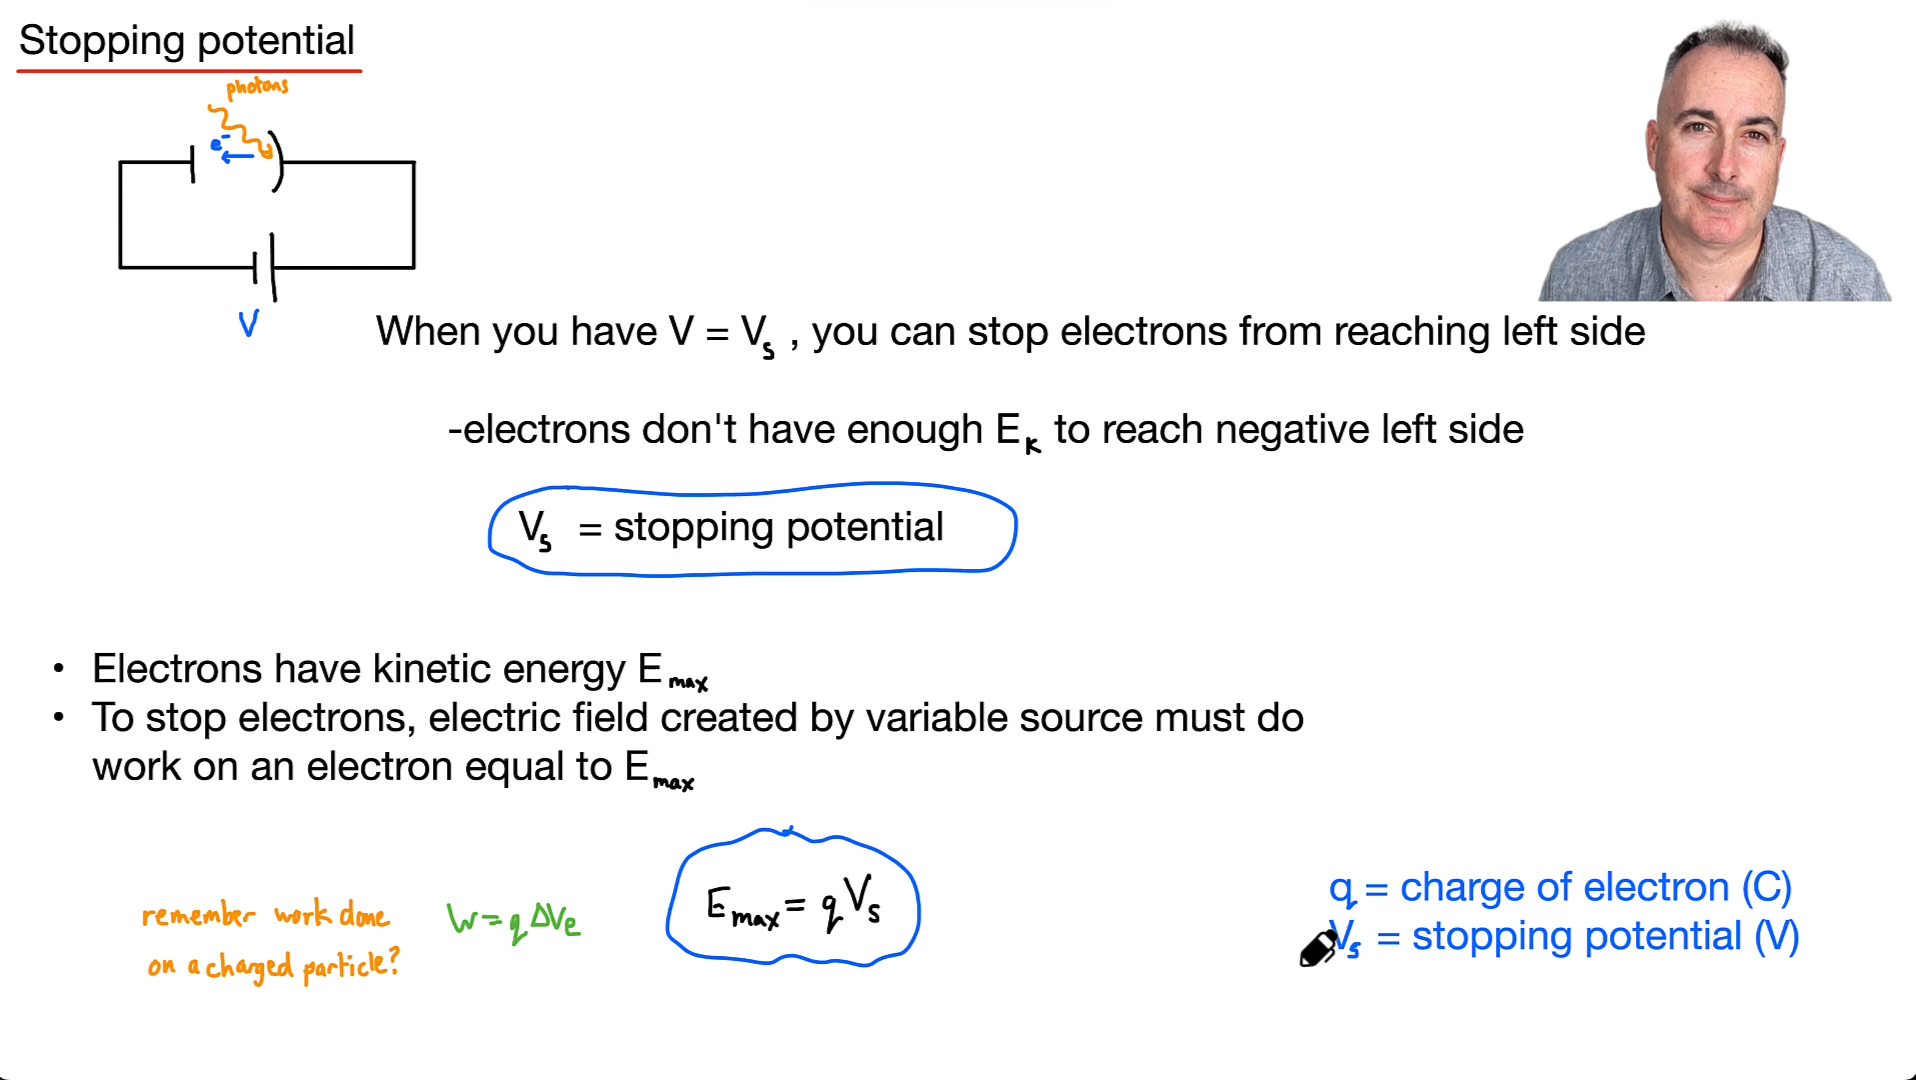 Stopping potential
photons
e⁻
V
When you have V = Vₛ , you can stop electrons from reaching left side
-electrons don't have enough Eₖ to reach negative left side
Vₛ = stopping potential
• Electrons have kinetic energy E max
• To stop electrons, electric field created by variable source must do
work on an electron equal to E max
remember work done
on a charged particle?
W = qΔVₑ
E max = qVₛ
q = charge of electron (C)
Vₛ = stopping potential (V)